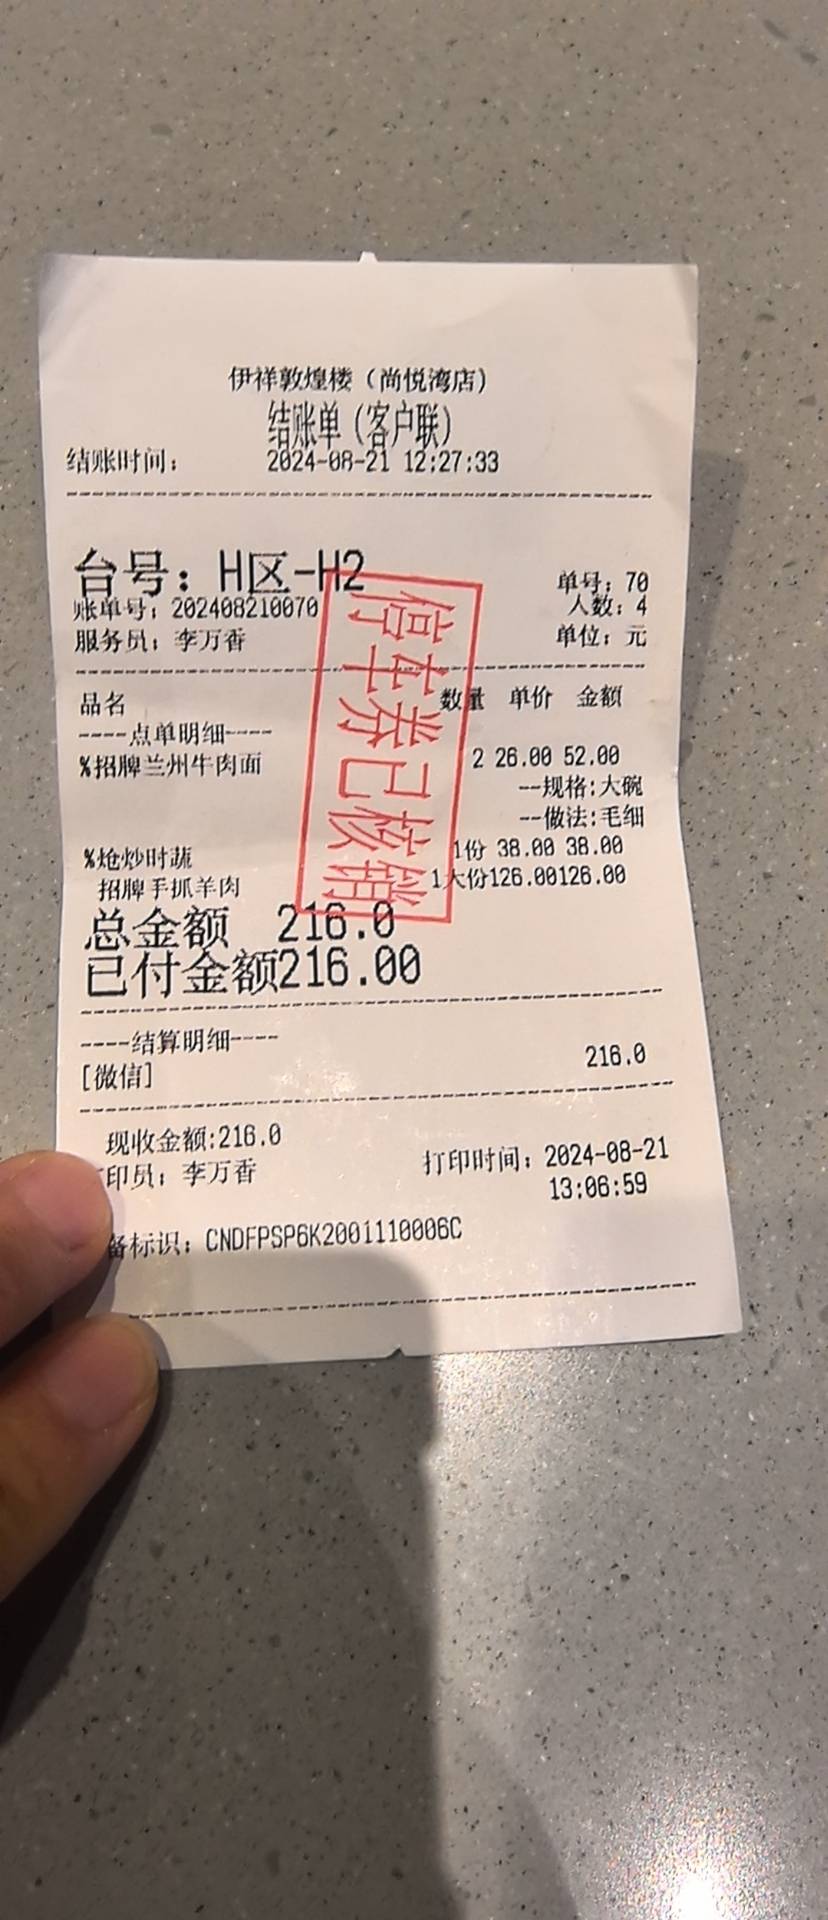 伊祥敦煌楼（尚悦湾店）
结账单（客户联）
结账时间： 2024-08-21 12:27:33
台号：H区-H2
单号：70
账单号：202408210070
人数：4
服务员：李万香
单位：元
停车券已核销
品名 数量 单价 金额
----点单明细----
%招牌兰州牛肉面 2 26.00 52.00
--规格:大碗
--做法:毛细
%炝炒时蔬 1份 38.00 38.00
招牌手抓羊肉 1大份126.00126.00
总金额 216.0
已付金额216.00
----结算明细----
[微信] 216.0
现收金额:216.0
印员：李万香
打印时间：2024-08-21
13:06:59
备标识：CNDFPSP6K2001110006C